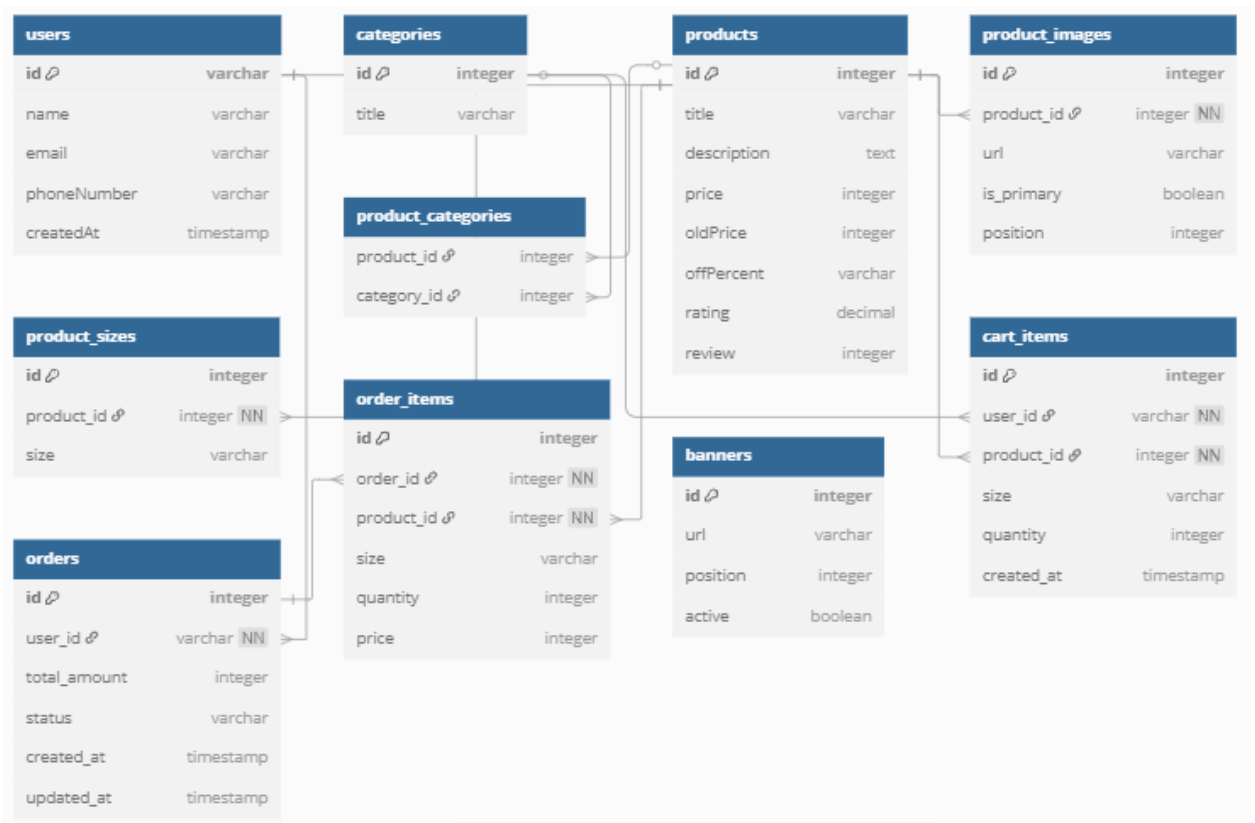 users
id varchar
name varchar
email varchar
phoneNumber varchar
createdAt timestamp
categories
id integer
title varchar
products
id integer
title varchar
description text
price integer
oldPrice integer
offPercent varchar
rating decimal
review integer
product_images
id integer
product_id integer NN
url varchar
is_primary boolean
position integer
product_categories
product_id integer
category_id integer
product_sizes
id integer
product_id integer NN
size varchar
order_items
id integer
order_id integer NN
product_id integer NN
size varchar
quantity integer
price integer
cart_items
id integer
user_id varchar NN
product_id integer NN
size varchar
quantity integer
created_at timestamp
banners
id integer
url varchar
position integer
active boolean
orders
id integer
user_id varchar NN
total_amount integer
status varchar
created_at timestamp
updated_at timestamp